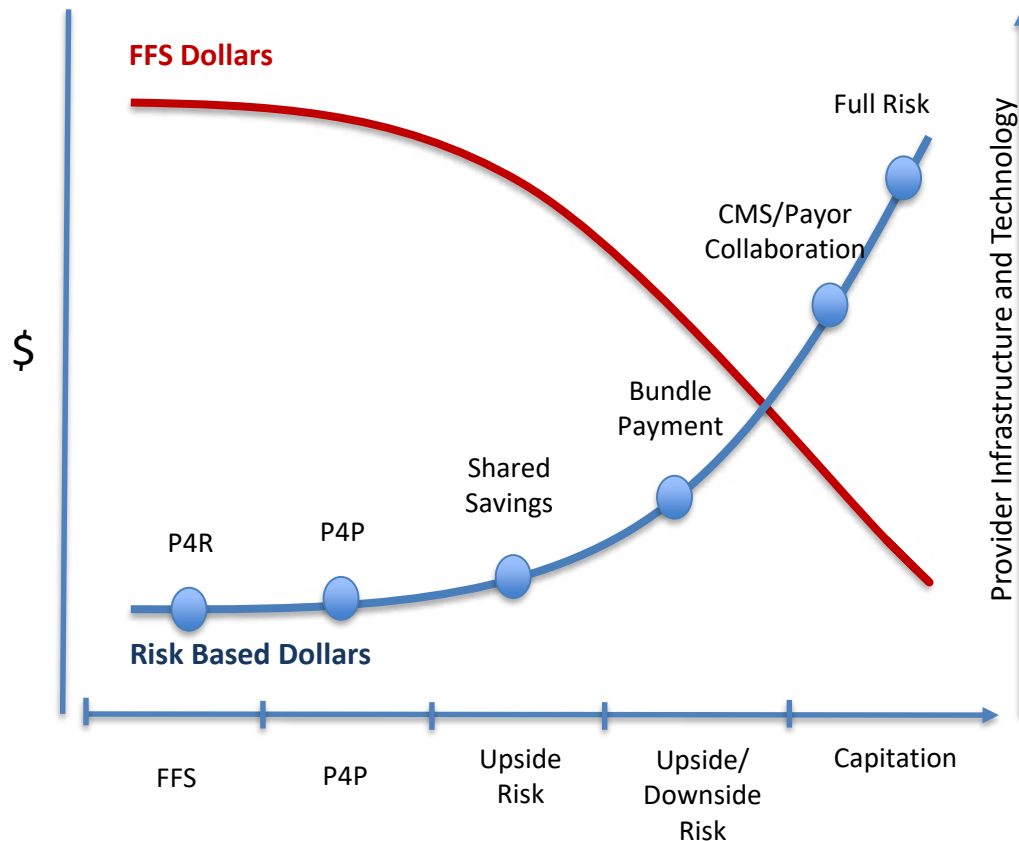 FFS Dollars
Full Risk
CMS/Payor
Collaboration
$
Bundle
Payment
Shared
Savings
P4R
P4P
Risk Based Dollars
Provider Infrastructure and Technology
FFS
P4P
Upside
Risk
Upside/
Downside
Risk
Capitation